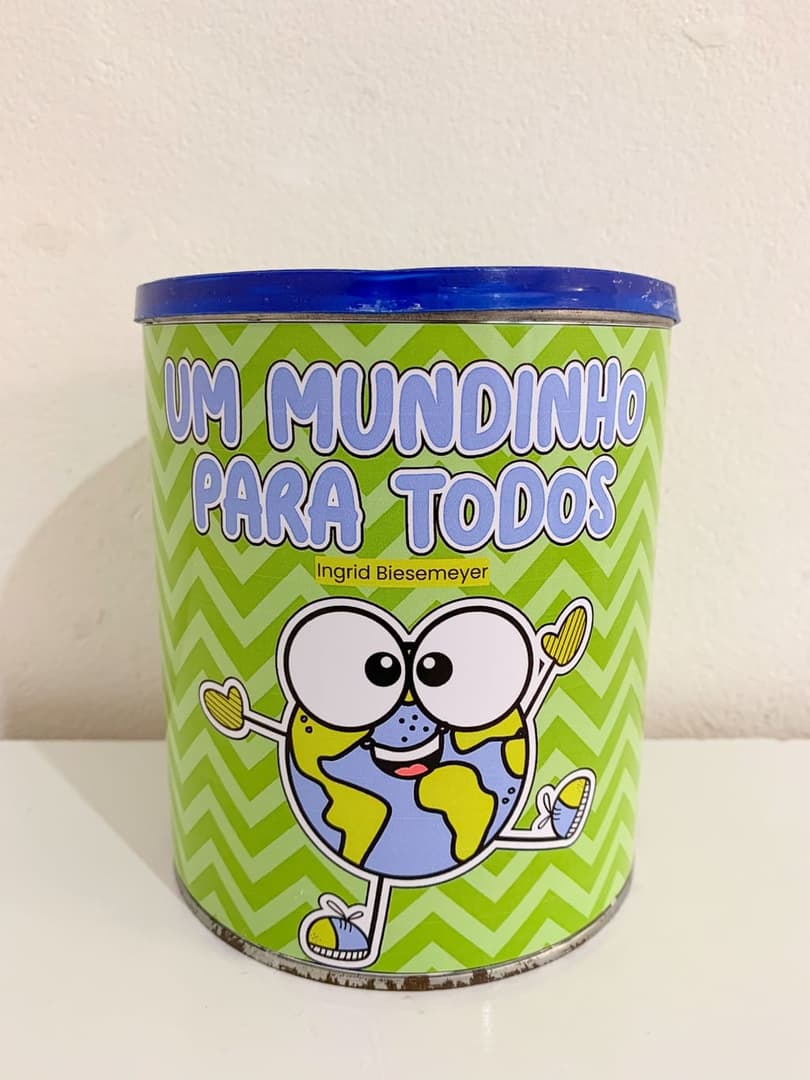 UM MUNDINHO
PARA TODOS
Ingrid Biesemeyer